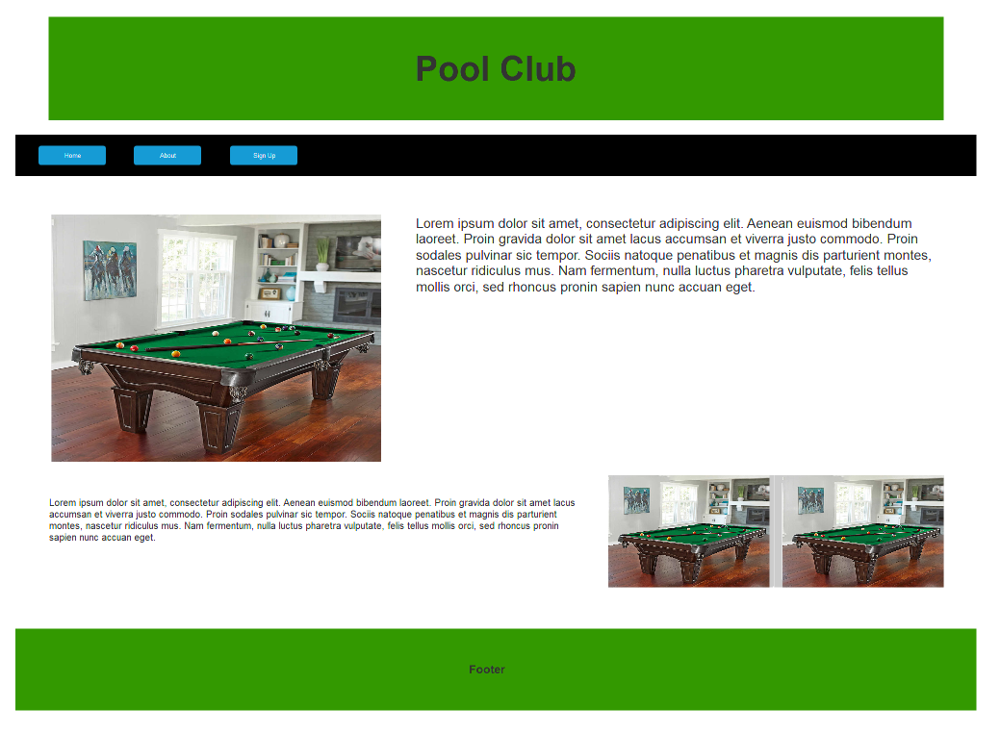 Pool Club
Home
About
Sign Up
Lorem ipsum dolor sit amet, consectetur adipiscing elit. Aenean euismod bibendum
laoreet. Proin gravida dolor sit amet lacus accumsan et viverra justo commodo. Proin
sodales pulvinar sic tempor. Sociis natoque penatibus et magnis dis parturient montes,
nascetur ridiculus mus. Nam fermentum, nulla luctus pharetra vulputate, felis tellus
mollis orci, sed rhoncus pronin sapien nunc accuan eget.
Lorem ipsum dolor sit amet, consectetur adipiscing elit. Aenean euismod bibendum laoreet. Proin gravida dolor sit amet lacus
accumsan et viverra justo commodo. Proin sodales pulvinar sic tempor. Sociis natoque penatibus et magnis dis parturient
montes, nascetur ridiculus mus. Nam fermentum, nulla luctus pharetra vulputate, felis tellus mollis orci, sed rhoncus pronin
sapien nunc accuan eget.
Footer